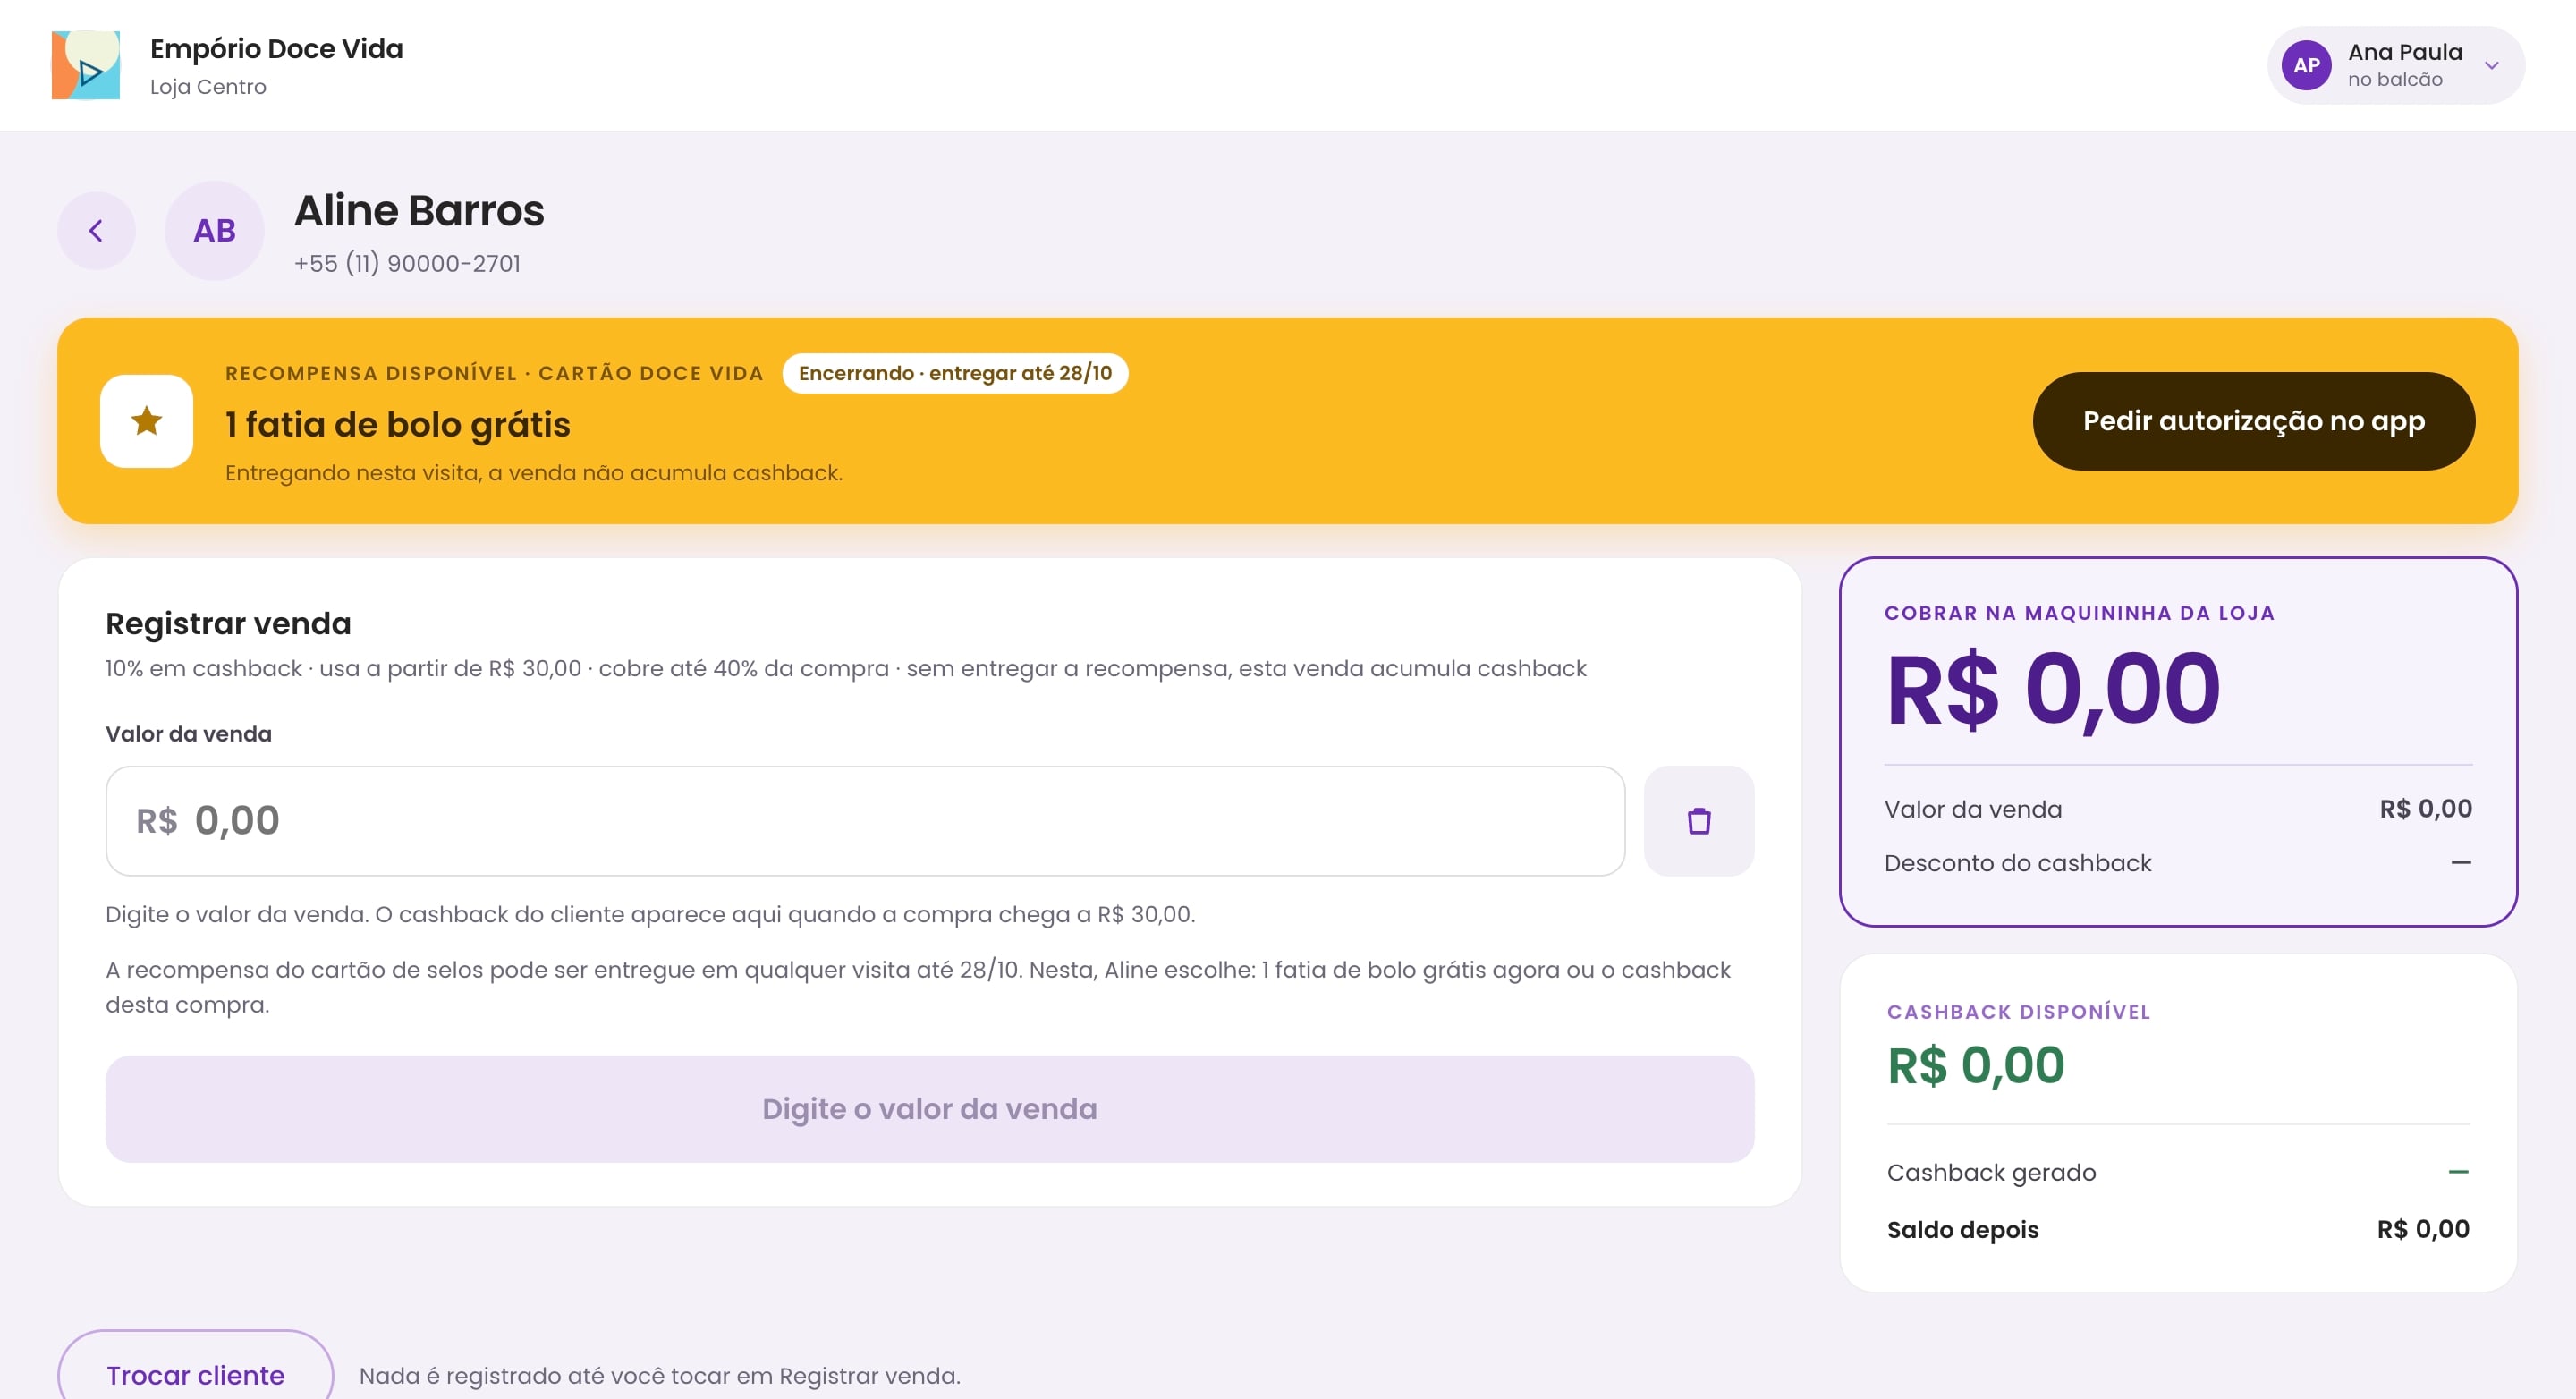 Empório Doce Vida
Loja Centro
AP
Ana Paula
no balcão
AB
Aline Barros
+55 (11) 90000-2701
RECOMPENSA DISPONÍVEL · CARTÃO DOCE VIDA
Encerrando · entregar até 28/10
1 fatia de bolo grátis
Entregando nesta visita, a venda não acumula cashback.
Pedir autorização no app
Registrar venda
10% em cashback · usa a partir de R$ 30,00 · cobre até 40% da compra · sem entregar a recompensa, esta venda acumula cashback
Valor da venda
R$ 0,00
Digite o valor da venda. O cashback do cliente aparece aqui quando a compra chega a R$ 30,00.
A recompensa do cartão de selos pode ser entregue em qualquer visita até 28/10. Nesta, Aline escolhe: 1 fatia de bolo grátis agora ou o cashback
desta compra.
Digite o valor da venda
COBRAR NA MAQUININHA DA LOJA
R$ 0,00
Valor da venda R$ 0,00
Desconto do cashback —
CASHBACK DISPONÍVEL
R$ 0,00
Cashback gerado —
Saldo depois R$ 0,00
Trocar cliente
Nada é registrado até você tocar em Registrar venda.